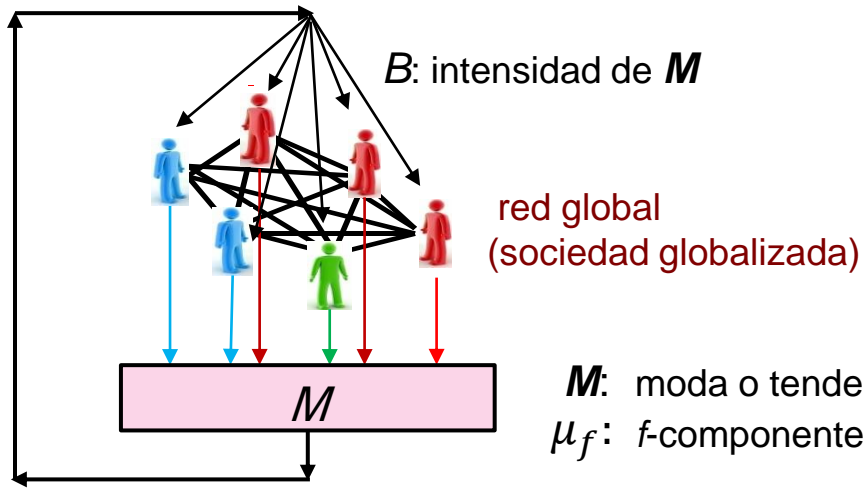 B: intensidad de M
red global
(sociedad globalizada)
M
M: moda o tende
μf: f-componente